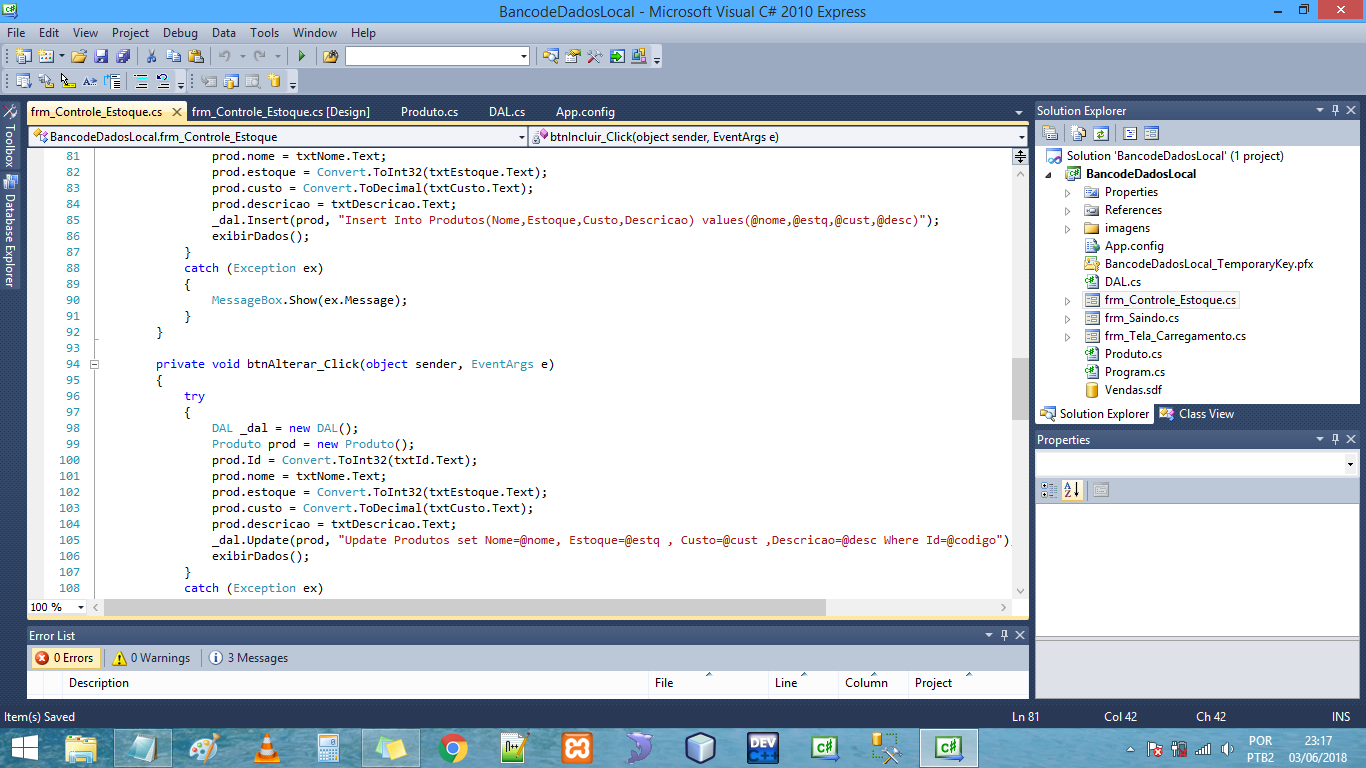 BancodeDadosLocal - Microsoft Visual C# 2010 Express
File Edit View Project Debug Data Tools Window Help
frm_Controle_Estoque.cs frm_Controle_Estoque.cs [Design] Produto.cs DAL.cs App.config
BancodeDadosLocal.frm_Controle_Estoque btnIncluir_Click(object sender, EventArgs e)
Toolbox
Database Explorer
81 prod.nome = txtNome.Text;
82 prod.estoque = Convert.ToInt32(txtEstoque.Text);
83 prod.custo = Convert.ToDecimal(txtCusto.Text);
84 prod.descricao = txtDescricao.Text;
85 _dal.Insert(prod, "Insert Into Produtos(Nome,Estoque,Custo,Descricao) values(@nome,@estq,@cust,@desc)");
86 exibirDados();
87 }
88 catch (Exception ex)
89 {
90 MessageBox.Show(ex.Message);
91 }
92 }
93
94 private void btnAlterar_Click(object sender, EventArgs e)
95 {
96 try
97 {
98 DAL _dal = new DAL();
99 Produto prod = new Produto();
100 prod.Id = Convert.ToInt32(txtId.Text);
101 prod.nome = txtNome.Text;
102 prod.estoque = Convert.ToInt32(txtEstoque.Text);
103 prod.custo = Convert.ToDecimal(txtCusto.Text);
104 prod.descricao = txtDescricao.Text;
105 _dal.Update(prod, "Update Produtos set Nome=@nome, Estoque=@estq , Custo=@cust ,Descricao=@desc Where Id=@codigo");
106 exibirDados();
107 }
108 catch (Exception ex)
100 %
Solution Explorer
Solution 'BancodeDadosLocal' (1 project)
BancodeDadosLocal
Properties
References
imagens
App.config
BancodeDadosLocal_TemporaryKey.pfx
DAL.cs
frm_Controle_Estoque.cs
frm_Saindo.cs
frm_Tela_Carregamento.cs
Produto.cs
Program.cs
Vendas.sdf
Solution Explorer Class View
Properties
Error List
0 Errors 0 Warnings 3 Messages
Description File Line Column Project
Item(s) Saved Ln 81 Col 42 Ch 42 INS
DEV C++
POR 23:17
PTB2 03/06/2018